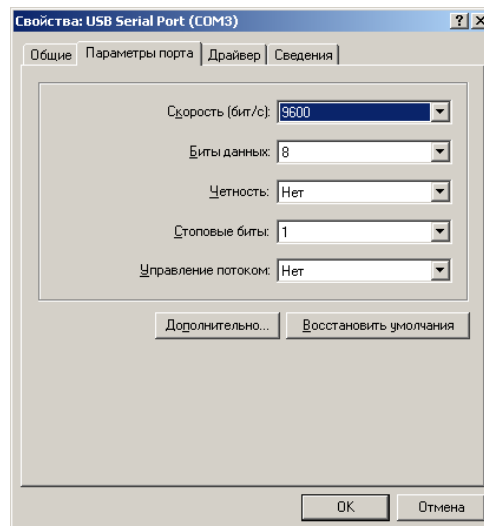 Свойства: USB Serial Port (COM3)
Общие Параметры порта Драйвер Сведения
Скорость (бит/с): 9600
Биты данных: 8
Четность: Нет
Стоповые биты: 1
Управление потоком: Нет
Дополнительно... Восстановить умолчания
OK Отмена